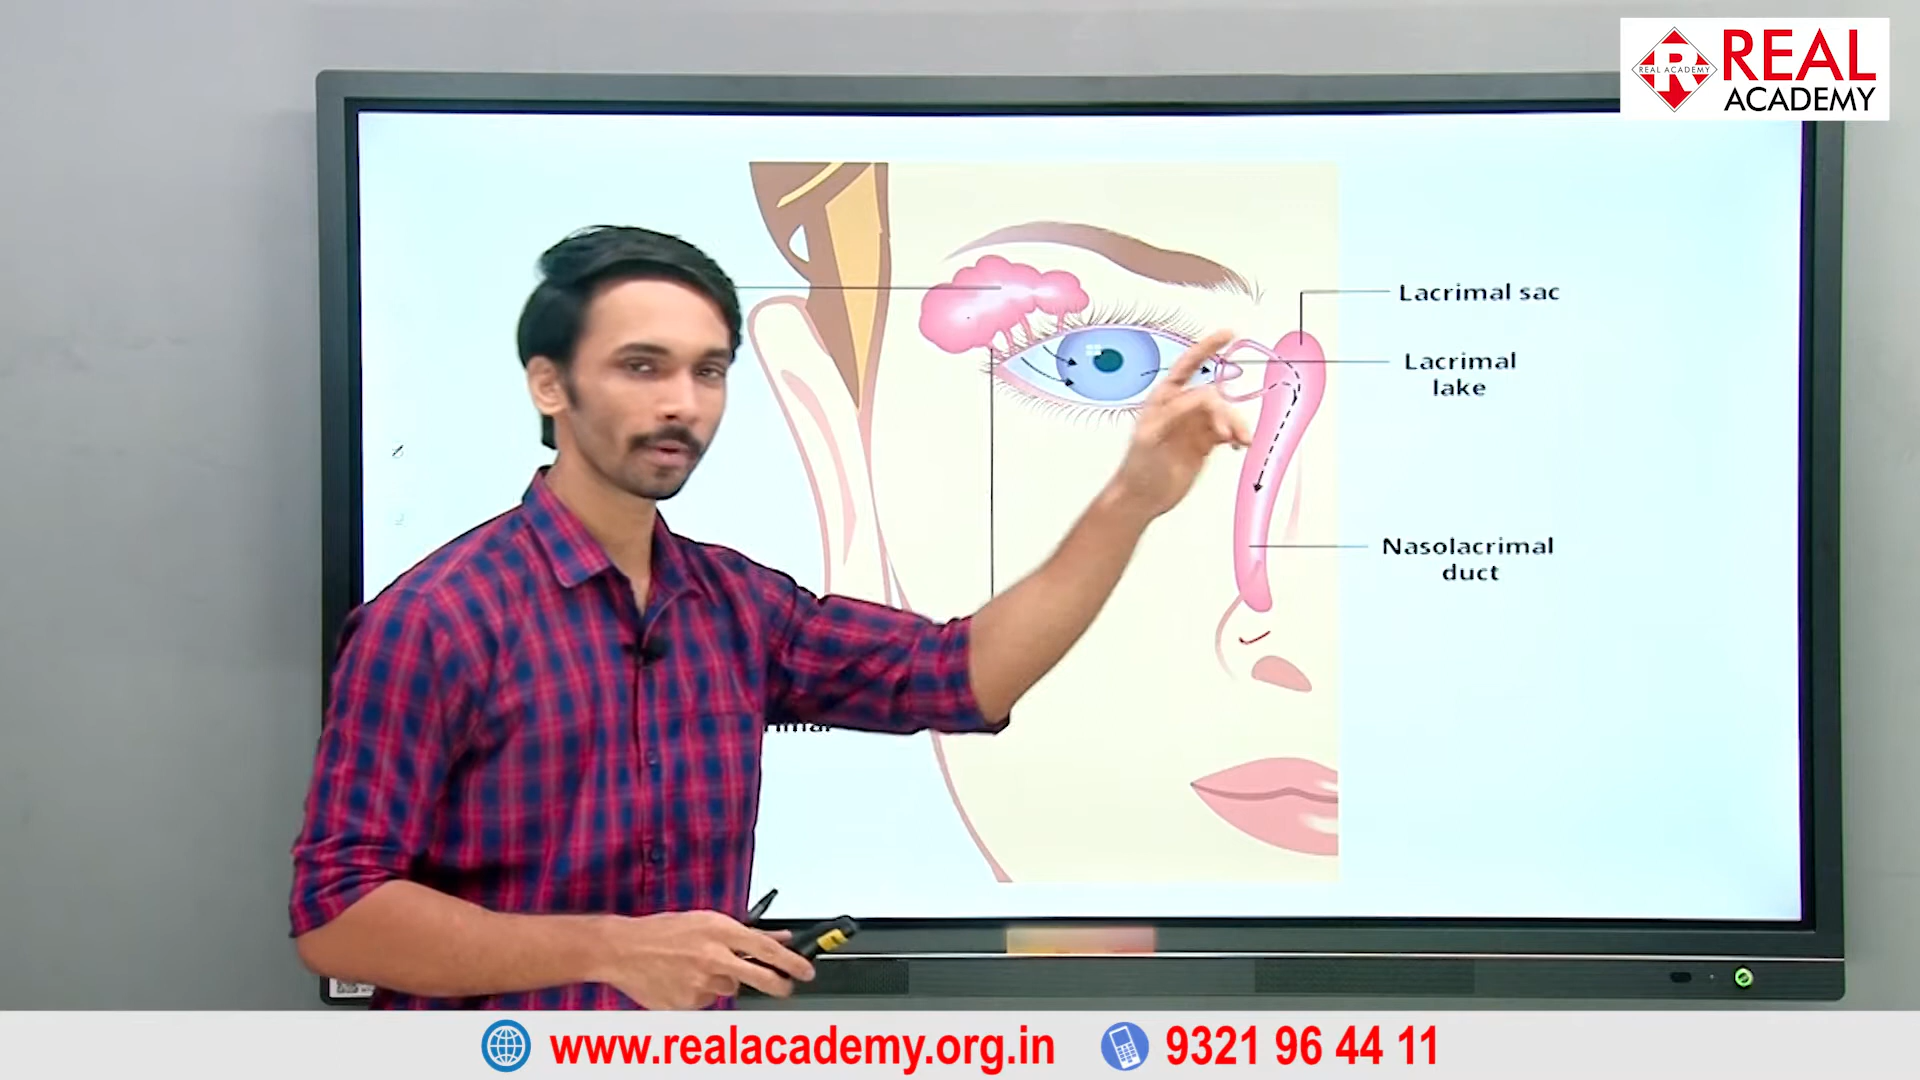 REAL
ACADEMY
REAL ACADEMY
Lacrimal sac
Lacrimal
lake
Nasolacrimal
duct
www.realacademy.org.in
9321 96 44 11